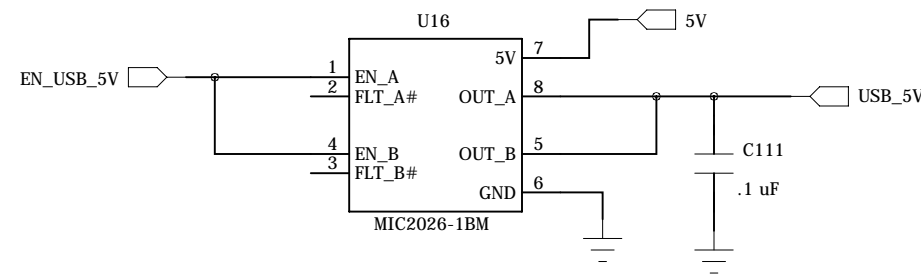 U16
5V
7
5V
EN_USB_5V
1
EN_A
2
FLT_A#
OUT_A
8
USB_5V
4
EN_B
3
FLT_B#
OUT_B
5
C111
.1 uF
GND
6
MIC2026-1BM